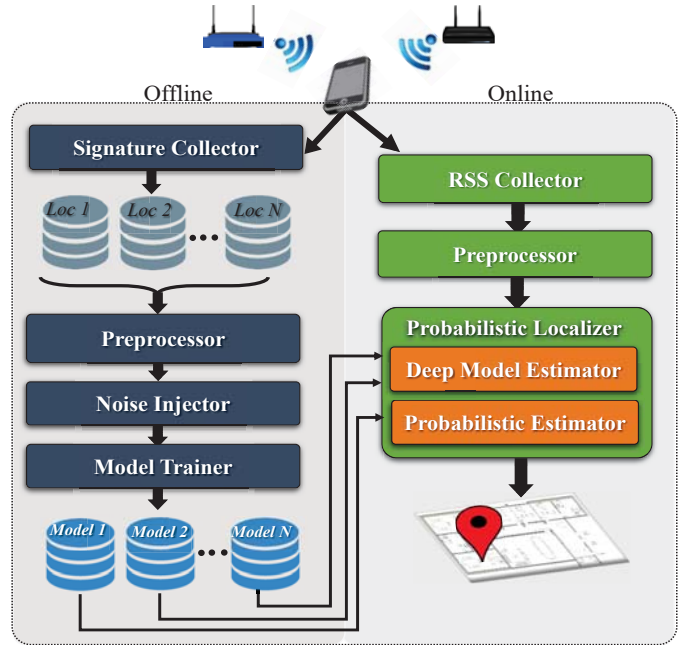 Offline
Online
Signature Collector
Loc 1
Loc 2
Loc N
Preprocessor
Noise Injector
Model Trainer
Model 1
Model 2
Model N
RSS Collector
Preprocessor
Probabilistic Localizer
Deep Model Estimator
Probabilistic Estimator